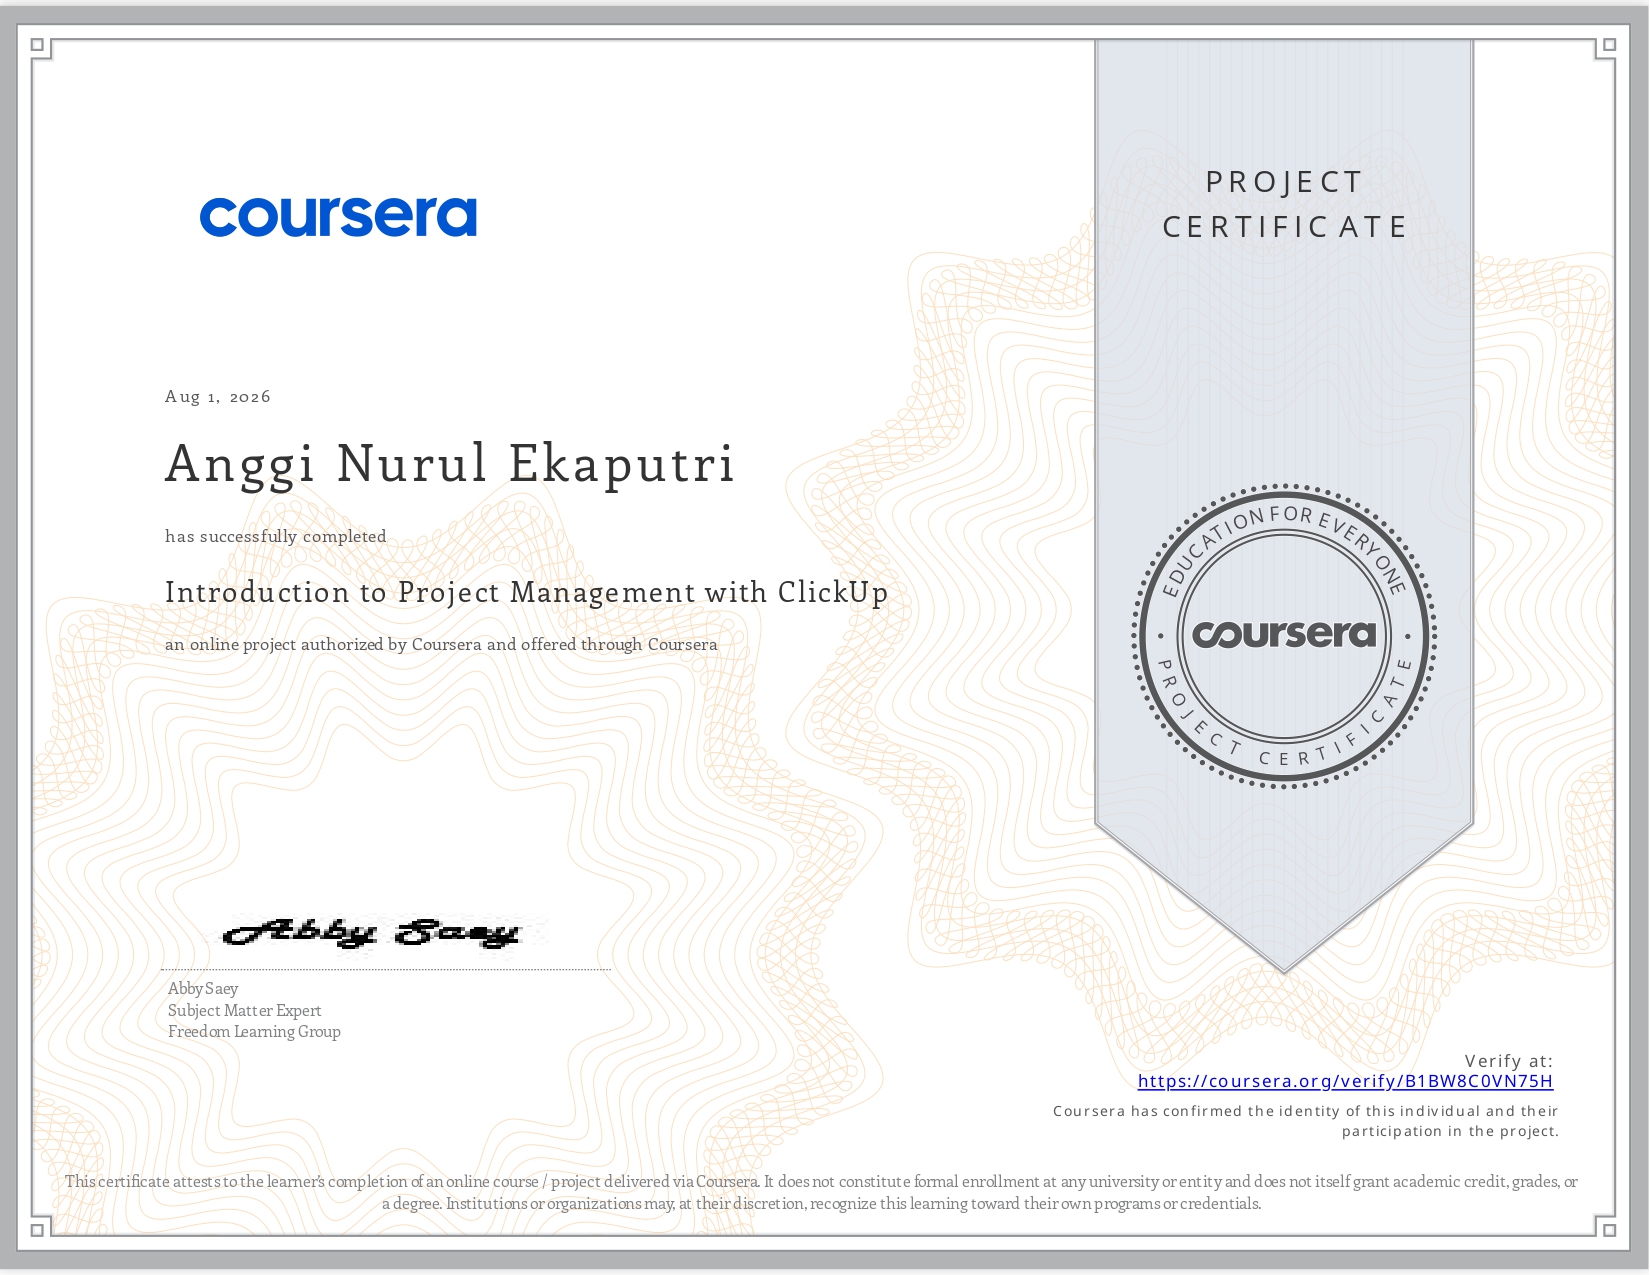 coursera
PROJECT
CERTIFICATE
Aug 1, 2026
Anggi Nurul Ekaputri
has successfully completed
Introduction to Project Management with ClickUp
an online project authorized by Coursera and offered through Coursera
EDUCATION FOR EVERYONE
coursera
PROJECT CERTIFICATE
Abby Saey
Abby Saey
Subject Matter Expert
Freedom Learning Group
Verify at:
https://coursera.org/verify/B1BW8C0VN75H
Coursera has confirmed the identity of this individual and their
participation in the project.
This certificate attests to the learner's completion of an online course / project delivered via Coursera. It does not constitute formal enrollment at any university or entity and does not itself grant academic credit, grades, or
a degree. Institutions or organizations may, at their discretion, recognize this learning toward their own programs or credentials.